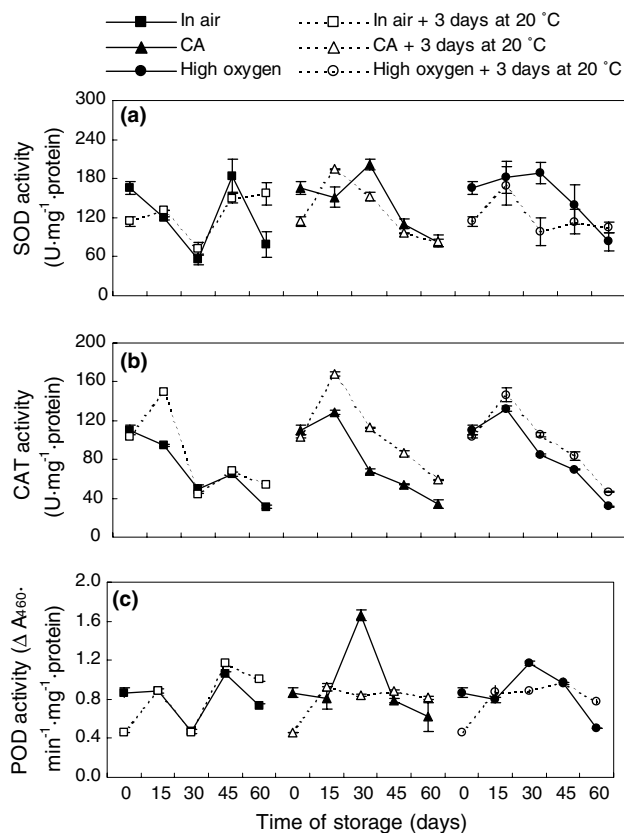 In air
In air + 3 days at 20 °C
CA
CA + 3 days at 20 °C
High oxygen
High oxygen + 3 days at 20 °C
(a)
SOD activity
(U·mg⁻¹·protein)
300
240
180
120
60
0
(b)
CAT activity
(U·mg⁻¹·protein)
200
160
120
80
40
0
(c)
POD activity (Δ A460·
min⁻¹·mg⁻¹·protein)
2.0
1.6
1.2
0.8
0.4
0.0
0 15 30 45 60 0 15 30 45 60 0 15 30 45 60
Time of storage (days)